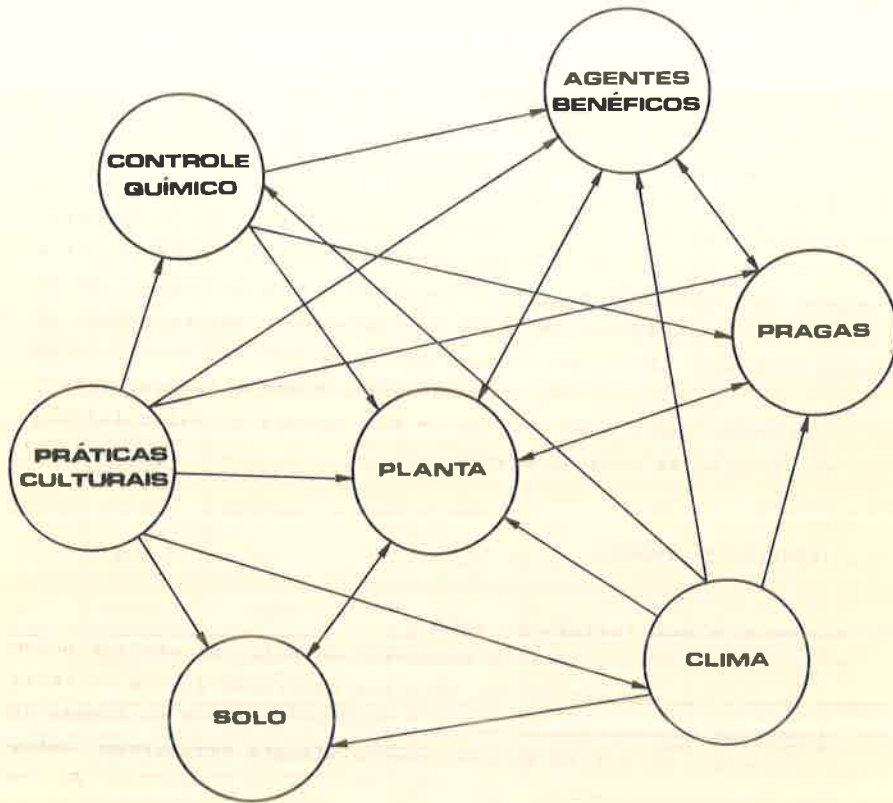 AGENTES
BENÉFICOS
CONTROLE
QUÍMICO
PRAGAS
PRÁTICAS
CULTURAIS
PLANTA
CLIMA
SOLO